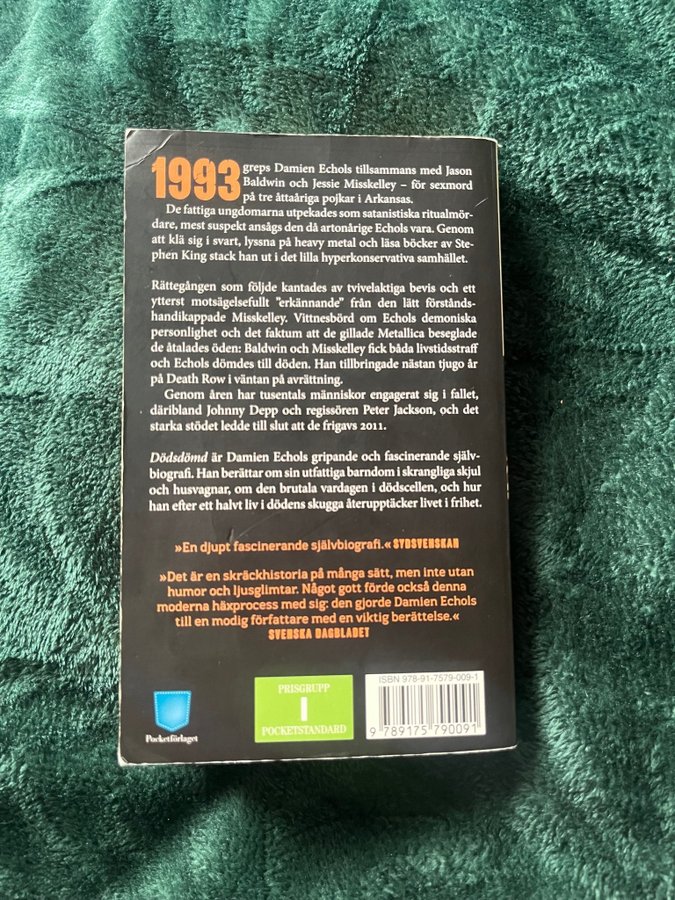 1993 greps Damien Echols tillsammans med Jason
Baldwin och Jessie Misskelley – för sexmord
på tre åttaåriga pojkar i Arkansas.
De fattiga ungdomarna utpekades som satanistiska ritualmör-
dare, mest suspekt ansågs den då artonårige Echols vara. Genom
att klä sig i svart, lyssna på heavy metal och läsa böcker av Ste-
phen King stack han ut i det lilla hyperkonservativa samhället.
Rättegången som följde kantades av tvivelaktiga bevis och ett
ytterst motsägelsefullt ”erkännande” från den lätt förstånds-
handikappade Misskelley. Vittnesbörd om Echols demoniska
personlighet och det faktum att de gillade Metallica beseglade
de åtalades öden: Baldwin och Misskelley fick båda livstidsstraff
och Echols dömdes till döden. Han tillbringade nästan tjugo år
på Death Row i väntan på avrättning.
Genom åren har tusentals människor engagerat sig i fallet,
däribland Johnny Depp och regissören Peter Jackson, och det
starka stödet ledde till slut att de frigavs 2011.
Dödsdömd är Damien Echols gripande och fascinerande själv-
biografi. Han berättar om sin utfattiga barndom i skrangliga skjul
och husvagnar, om den brutala vardagen i dödscellen, och hur
han efter ett halvt liv i dödens skugga återupptäcker livet i frihet.
»En djupt fascinerande självbiografi.« SYDSVENSKAN
»Det är en skräckhistoria på många sätt, men inte utan
humor och ljusglimtar. Något gott förde också denna
moderna häxprocess med sig: den gjorde Damien Echols
till en modig författare med en viktig berättelse.«
SVENSKA DAGBLADET
Pocketförlaget
PRISGRUPP
I
POCKETSTANDARD
ISBN 978-91-7579-009-1
9 789175 790091